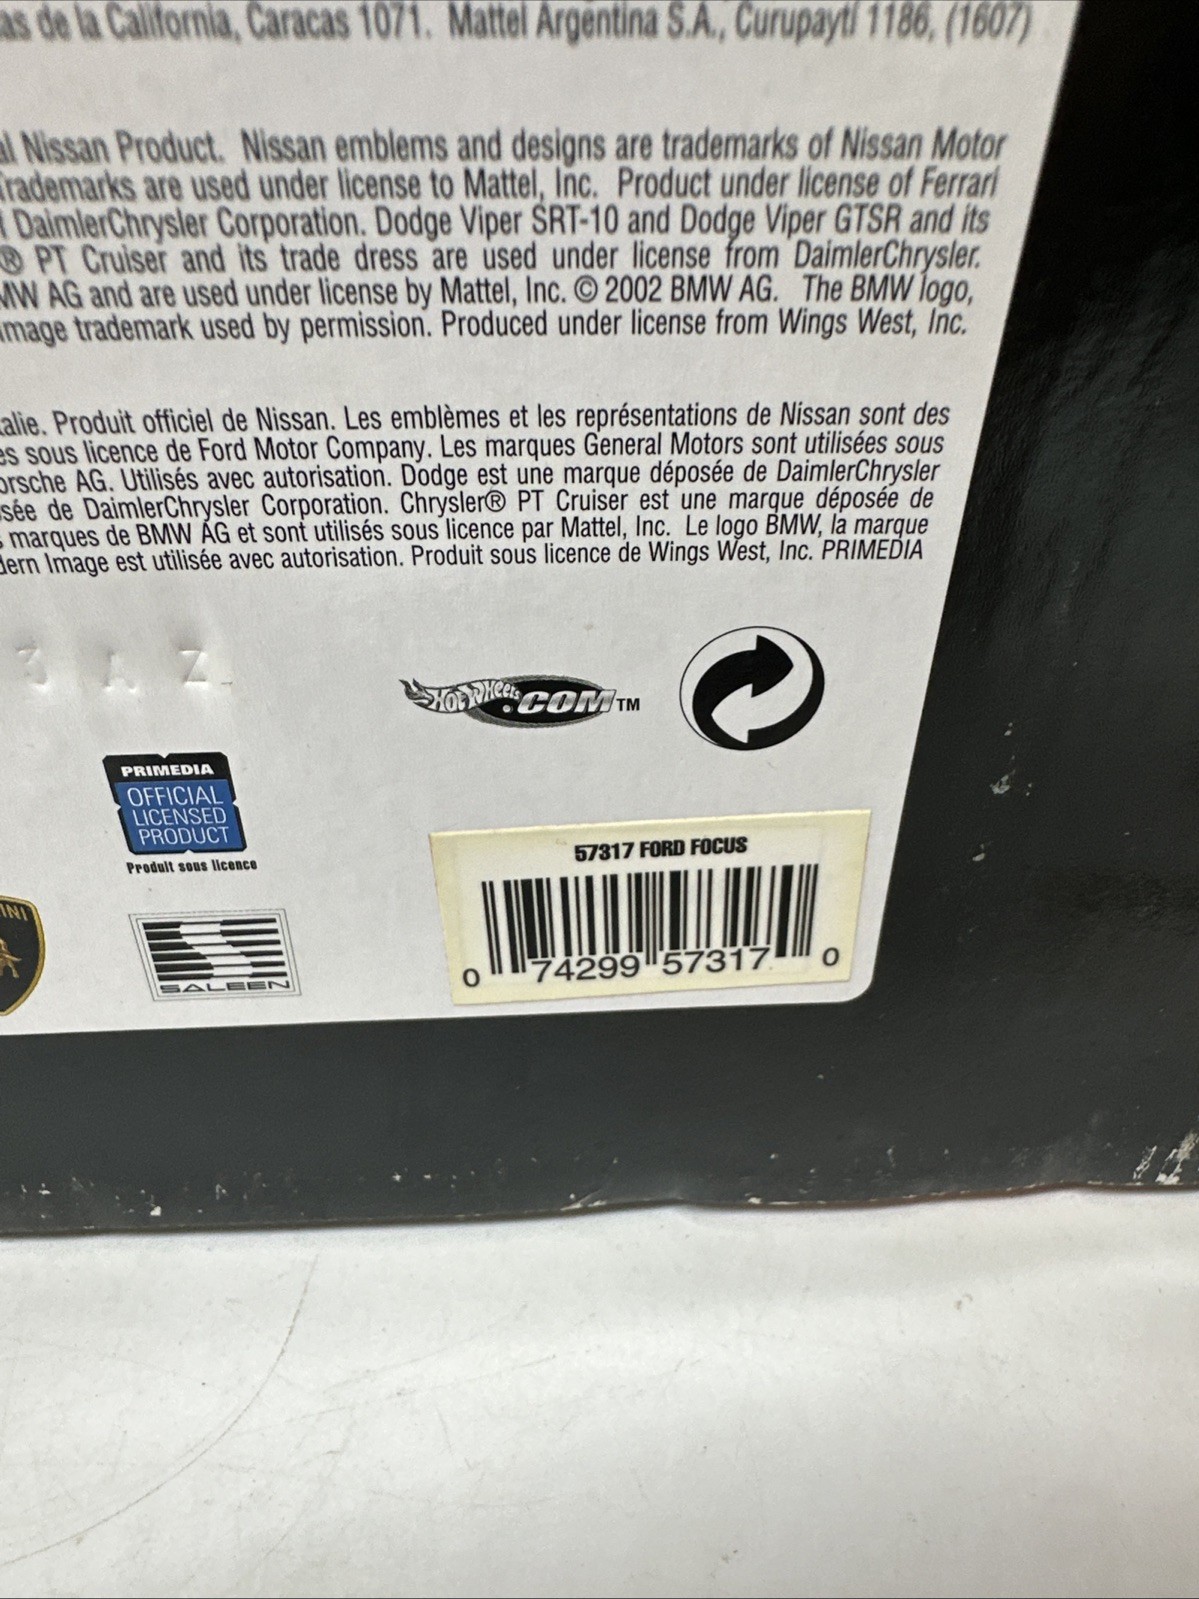 as de la California, Caracas 1071. Mattel Argentina S.A., Curupaytí 1186, (1607)
al Nissan Product. Nissan emblems and designs are trademarks of Nissan Motor
Trademarks are used under license to Mattel, Inc. Product under license of Ferrari
f DaimlerChrysler Corporation. Dodge Viper SRT-10 and Dodge Viper GTSR and its
® PT Cruiser and its trade dress are used under license from DaimlerChrysler.
MW AG and are used under license by Mattel, Inc. © 2002 BMW AG. The BMW logo,
Image trademark used by permission. Produced under license from Wings West, Inc.
talie. Produit officiel de Nissan. Les emblèmes et les représentations de Nissan sont des
es sous licence de Ford Motor Company. Les marques General Motors sont utilisées sous
orsche AG. Utilisés avec autorisation. Dodge est une marque déposée de DaimlerChrysler
sée de DaimlerChrysler Corporation. Chrysler® PT Cruiser est une marque déposée de
s marques de BMW AG et sont utilisés sous licence par Mattel, Inc. Le logo BMW, la marque
dern Image est utilisée avec autorisation. Produit sous licence de Wings West, Inc. PRIMEDIA
3 A Z
HOT WHEELS.COM™
PRIMEDIA
OFFICIAL
LICENSED
PRODUCT
Produit sous licence
INI
SALEEN
57317 FORD FOCUS
0 74299 57317 0